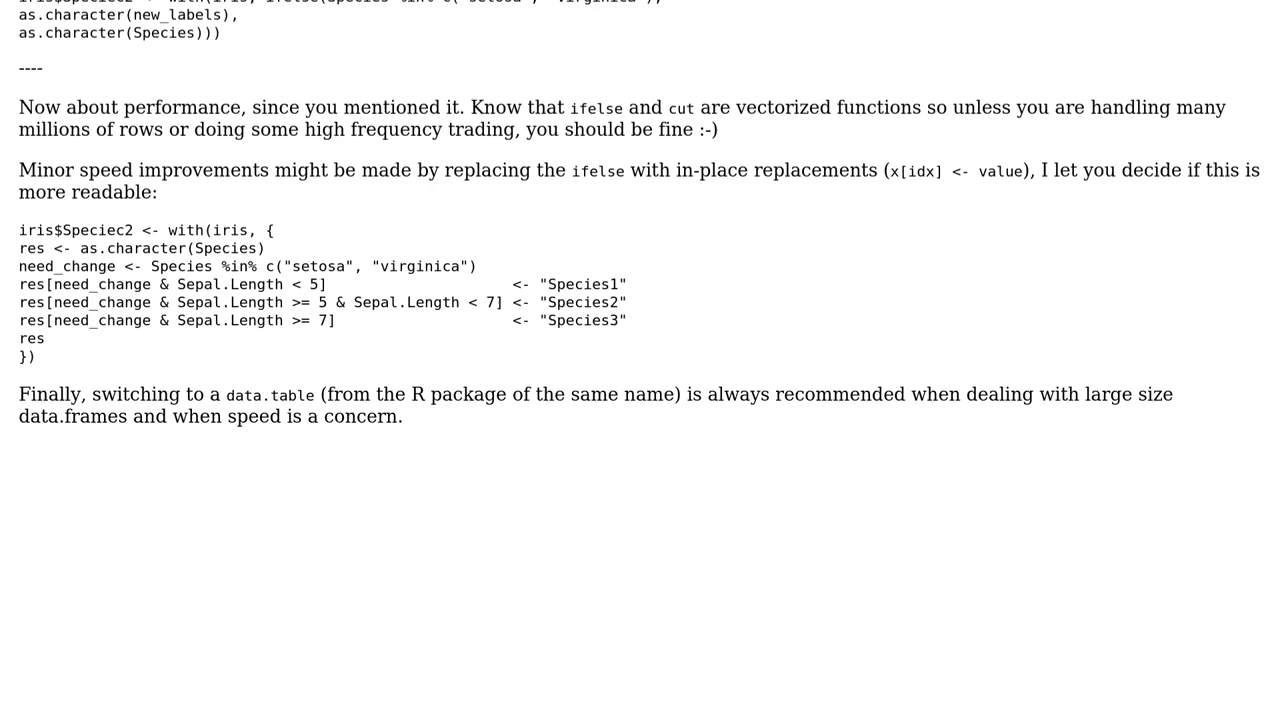 as.character(new_labels),
as.character(Species)))
----
Now about performance, since you mentioned it. Know that ifelse and cut are vectorized functions so unless you are handling many
millions of rows or doing some high frequency trading, you should be fine :-)
Minor speed improvements might be made by replacing the ifelse with in-place replacements (x[idx] <- value), I let you decide if this is
more readable:
iris$Speciec2 <- with(iris, {
res <- as.character(Species)
need_change <- Species %in% c("setosa", "virginica")
res[need_change & Sepal.Length < 5]                     <- "Species1"
res[need_change & Sepal.Length >= 5 & Sepal.Length < 7] <- "Species2"
res[need_change & Sepal.Length >= 7]                    <- "Species3"
res
})
Finally, switching to a data.table (from the R package of the same name) is always recommended when dealing with large size
data.frames and when speed is a concern.